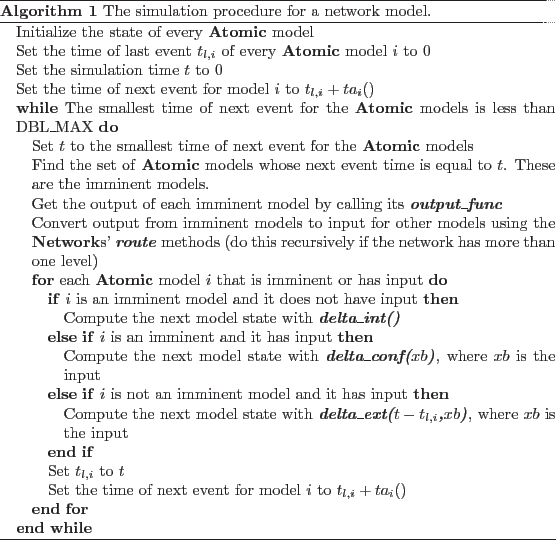 Algorithm 1 The simulation procedure for a network model.
Initialize the state of every Atomic model
Set the time of last event t_{l,i} of every Atomic model i to 0
Set the simulation time t to 0
Set the time of next event for model i to t_{l,i} + ta_i()
while The smallest time of next event for the Atomic models is less than
DBL_MAX do
Set t to the smallest time of next event for the Atomic models
Find the set of Atomic models whose next event time is equal to t. These
are the imminent models.
Get the output of each imminent model by calling its output_func
Convert output from imminent models to input for other models using the
Networks' route methods (do this recursively if the network has more than
one level)
for each Atomic model i that is imminent or has input do
if i is an imminent model and it does not have input then
Compute the next model state with delta_int()
else if i is an imminent and it has input then
Compute the next model state with delta_conf(xb), where xb is the
input
else if i is not an imminent model and it has input then
Compute the next model state with delta_ext(t − t_{l,i},xb), where xb is
the input
end if
Set t_{l,i} to t
Set the time of next event for model i to t_{l,i} + ta_i()
end for
end while